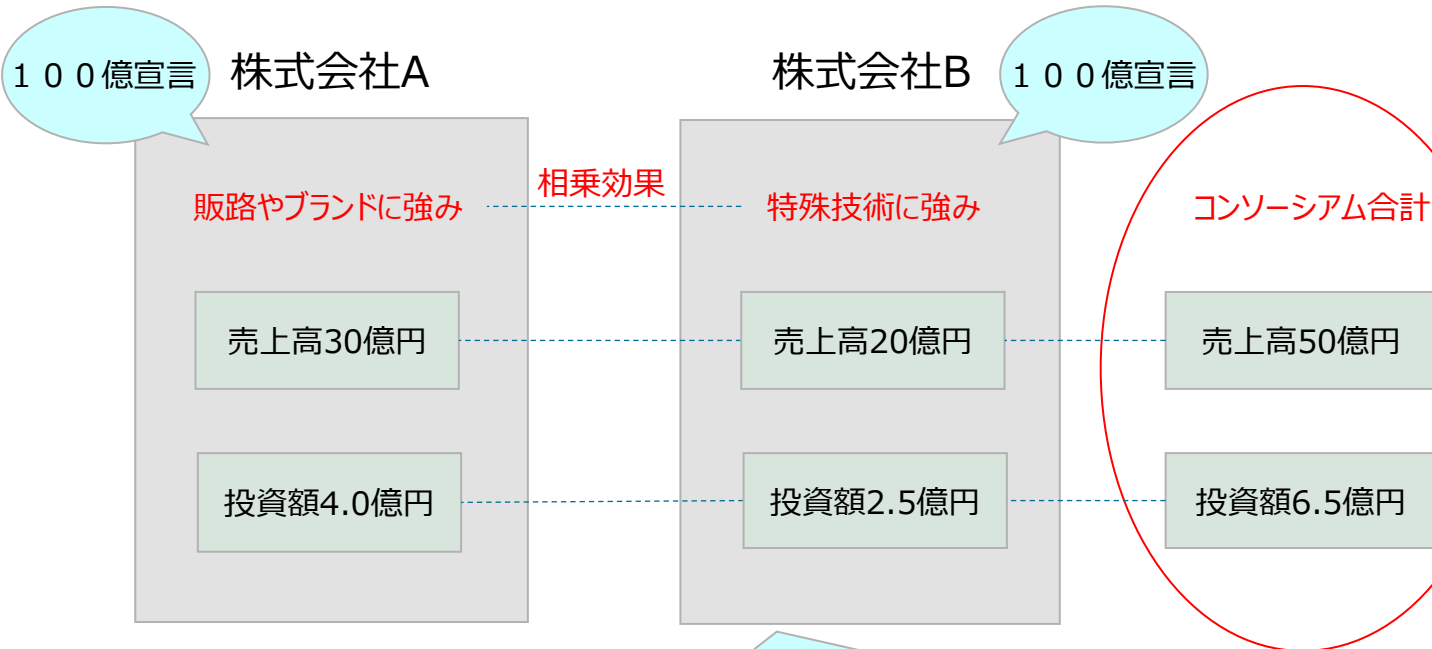 １００億宣言
株式会社A
株式会社B
１００億宣言
販路やブランドに強み
相乗効果
特殊技術に強み
コンソーシアム合計
売上高30億円
売上高20億円
売上高50億円
投資額4.0億円
投資額2.5億円
投資額6.5億円